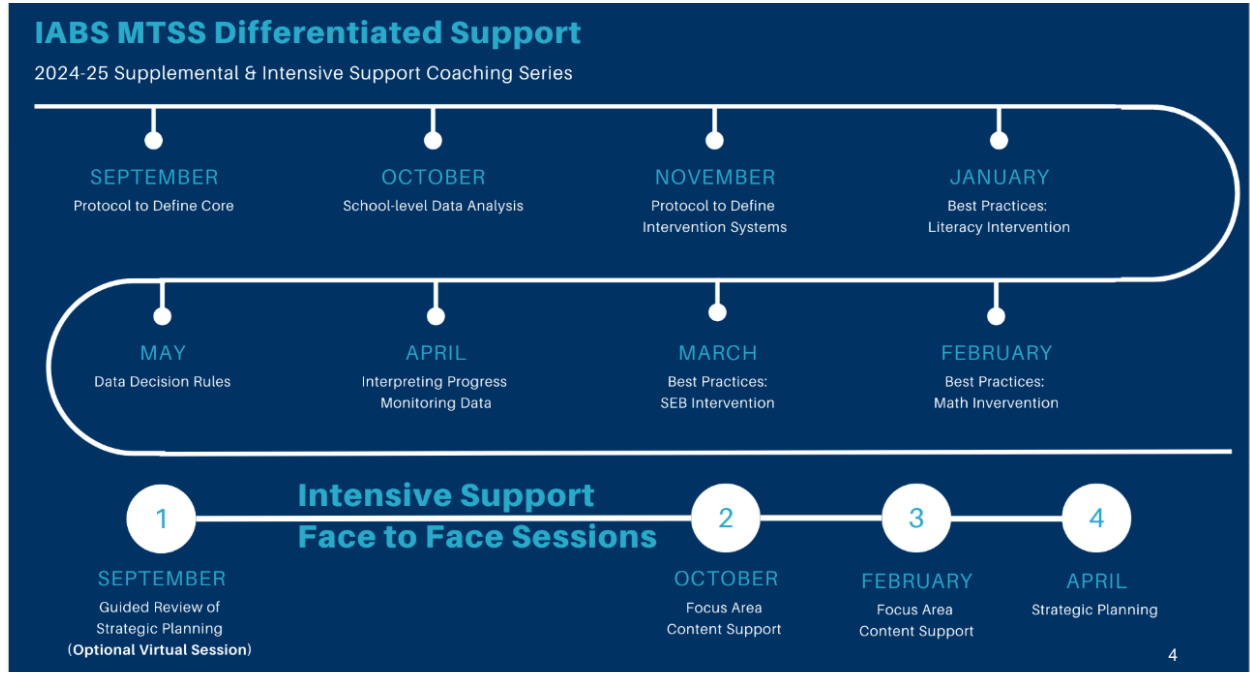 IABS MTSS Differentiated Support
2024-25 Supplemental & Intensive Support Coaching Series
SEPTEMBER
Protocol to Define Core
OCTOBER
School-level Data Analysis
NOVEMBER
Protocol to Define
Intervention Systems
JANUARY
Best Practices:
Literacy Intervention
MAY
Data Decision Rules
APRIL
Interpreting Progress
Monitoring Data
MARCH
Best Practices:
SEB Intervention
FEBRUARY
Best Practices:
Math Invervention
Intensive Support
Face to Face Sessions
1
SEPTEMBER
Guided Review of
Strategic Planning
(Optional Virtual Session)
2
OCTOBER
Focus Area
Content Support
3
FEBRUARY
Focus Area
Content Support
4
APRIL
Strategic Planning
4